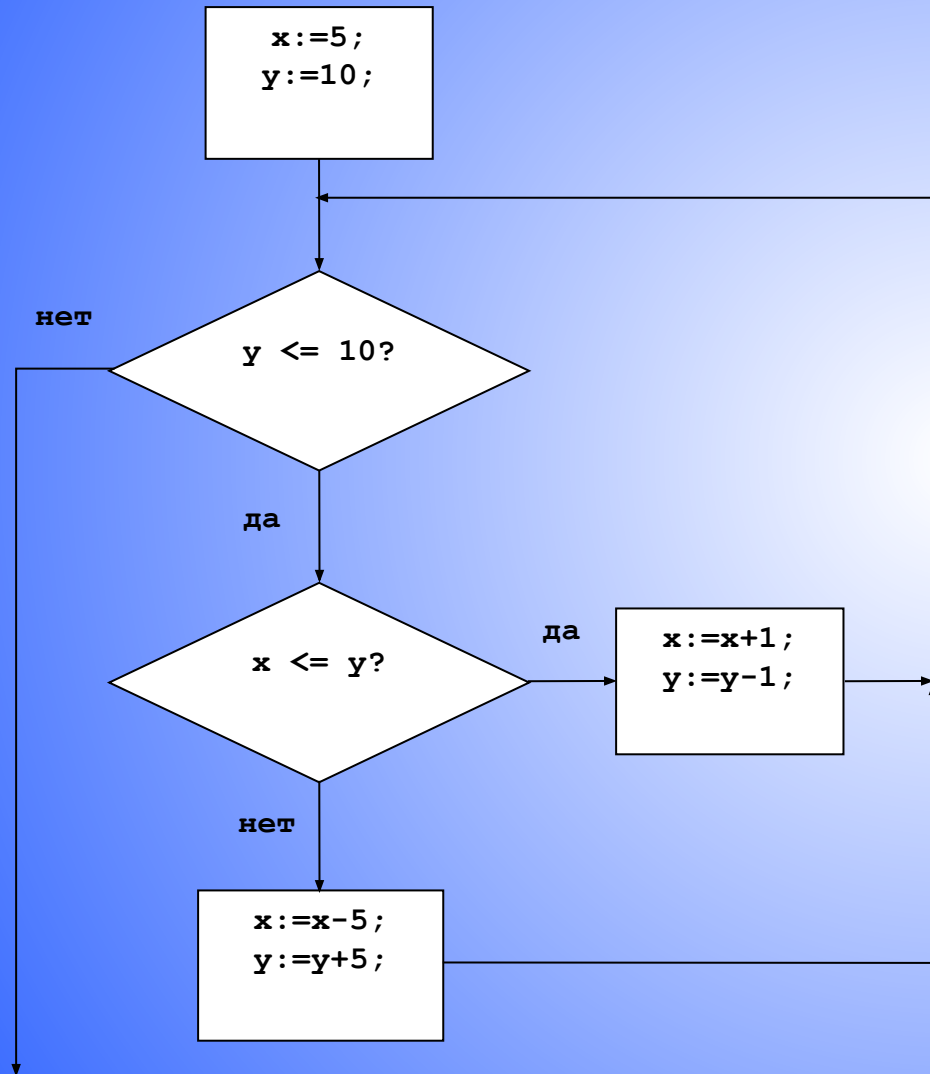 x:=5;
y:=10;
нет
y <= 10?
да
x <= y?
да
x:=x+1;
y:=y-1;
нет
x:=x-5;
y:=y+5;